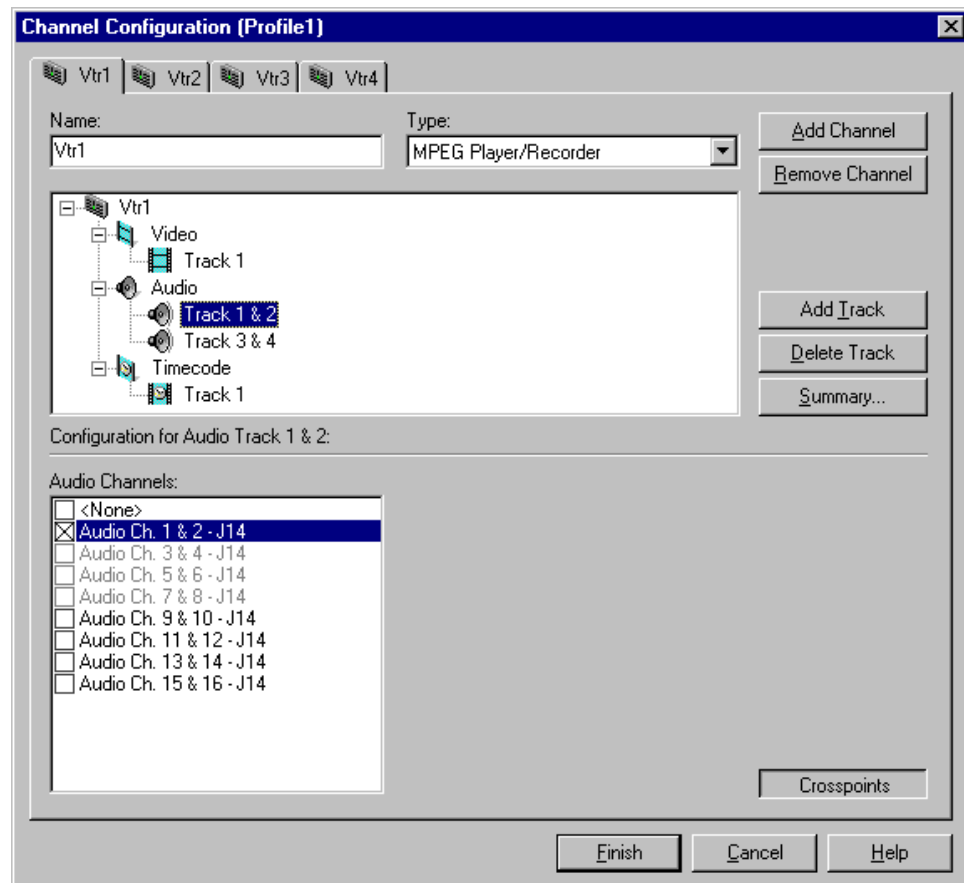 Channel Configuration (Profile1)
Vtr1 Vtr2 Vtr3 Vtr4
Name: Type:
Vtr1 MPEG Player/Recorder
Add Channel
Remove Channel
Vtr1
Video
Track 1
Audio
Track 1 & 2
Track 3 & 4
Timecode
Track 1
Add Track
Delete Track
Summary...
Configuration for Audio Track 1 & 2:
Audio Channels:
<None>
Audio Ch. 1 & 2 - J14
Audio Ch. 3 & 4 - J14
Audio Ch. 5 & 6 - J14
Audio Ch. 7 & 8 - J14
Audio Ch. 9 & 10 - J14
Audio Ch. 11 & 12 - J14
Audio Ch. 13 & 14 - J14
Audio Ch. 15 & 16 - J14
Crosspoints
Finish Cancel Help